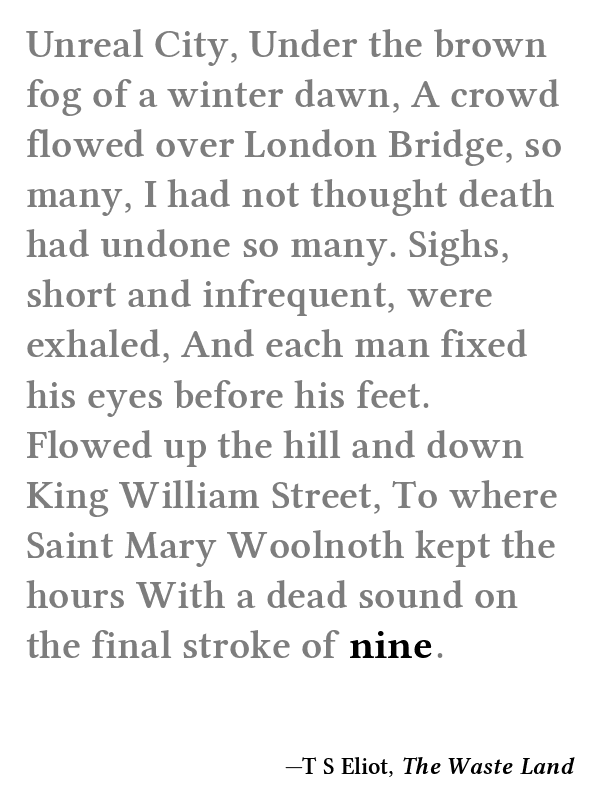 Unreal City, Under the brown
fog of a winter dawn, A crowd
flowed over London Bridge, so
many, I had not thought death
had undone so many. Sighs,
short and infrequent, were
exhaled, And each man fixed
his eyes before his feet.
Flowed up the hill and down
King William Street, To where
Saint Mary Woolnoth kept the
hours With a dead sound on
the final stroke of nine.
—T S Eliot, The Waste Land